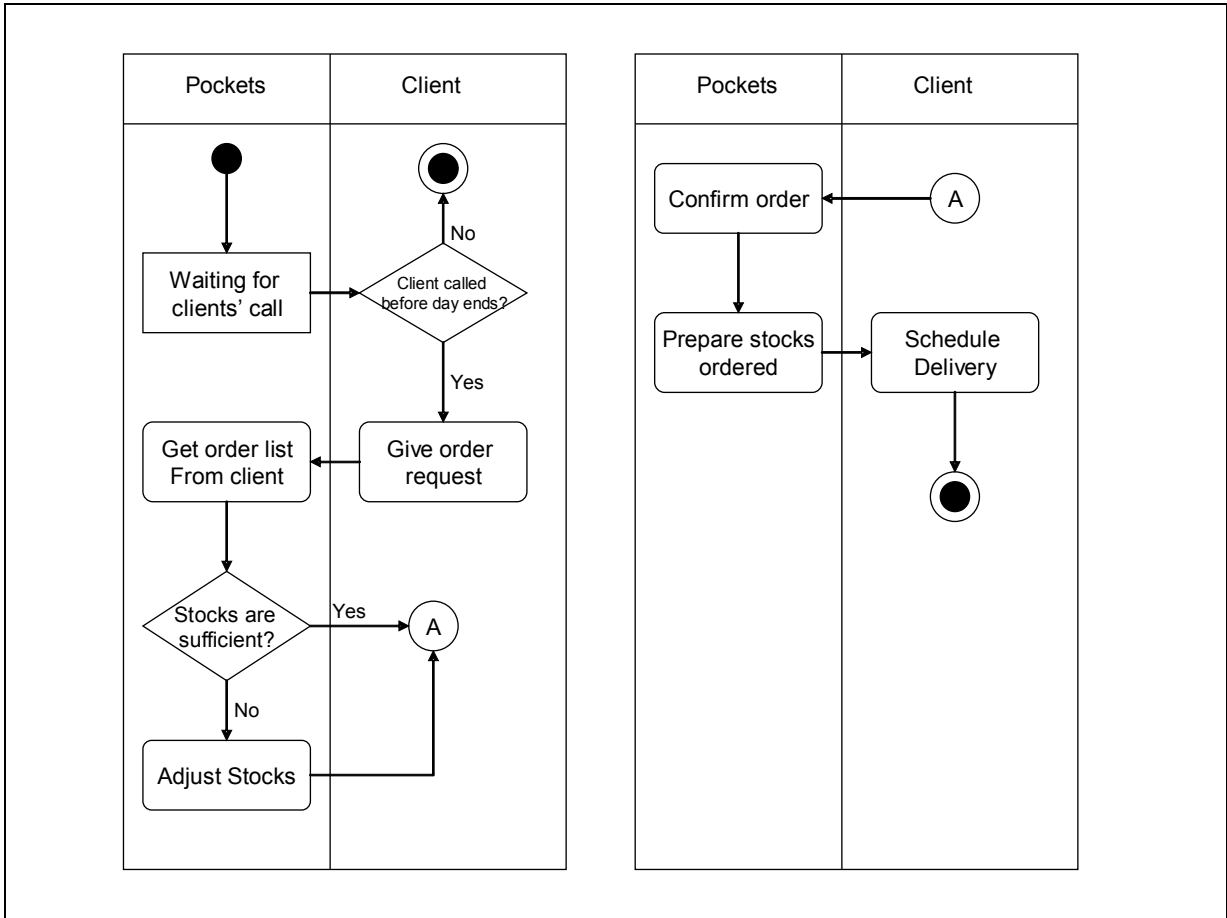 Pockets
Client
No
Waiting for
clients’ call
Client called
before day ends?
Yes
Get order list
From client
Give order
request
Stocks are
sufficient?
Yes
A
No
Adjust Stocks
Pockets
Client
Confirm order
A
Prepare stocks
ordered
Schedule
Delivery